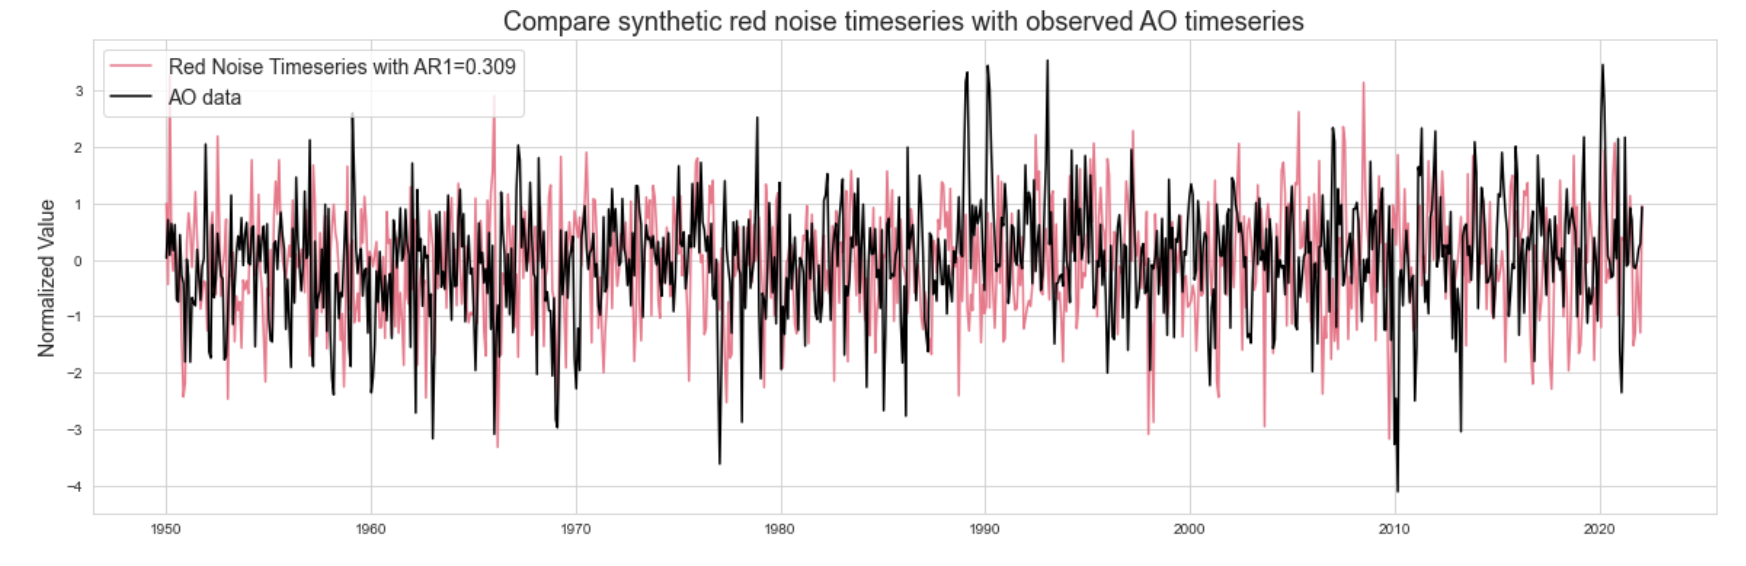 Compare synthetic red noise timeseries with observed AO timeseries
Red Noise Timeseries with AR1=0.309
AO data
Normalized Value
3
2
1
0
−1
−2
−3
−4
1950 1960 1970 1980 1990 2000 2010 2020